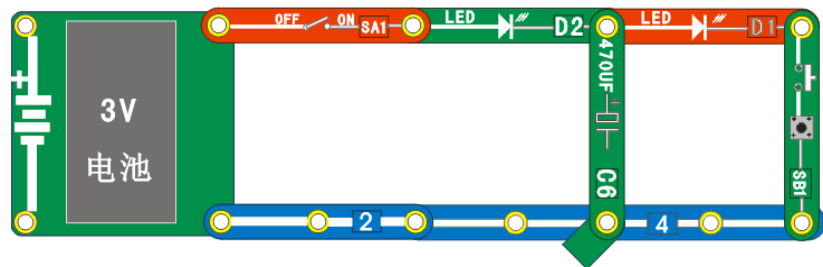 OFF
ON
SA1
LED
D2
LED
D1
470UF
+
3V
电池
+
C6
SB1
2
4